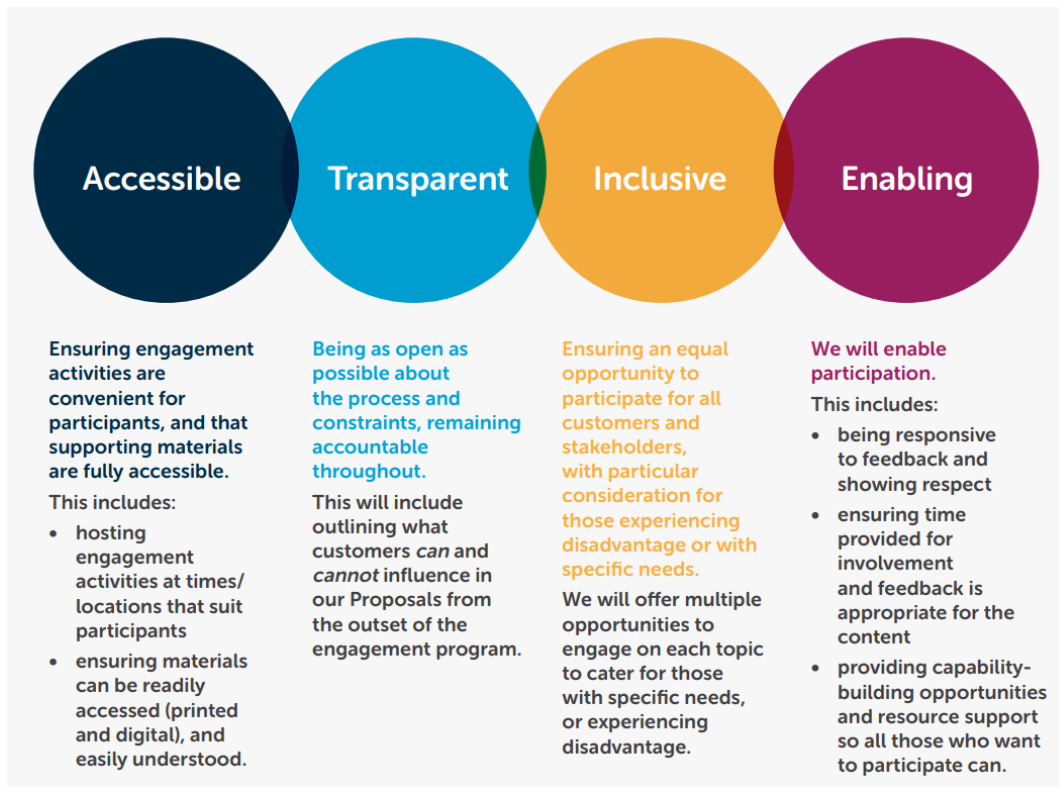 Accessible
Transparent
Inclusive
Enabling
Ensuring engagement
activities are
convenient for
participants, and that
supporting materials
are fully accessible.
This includes:
• hosting
engagement
activities at times/
locations that suit
participants
• ensuring materials
can be readily
accessed (printed
and digital), and
easily understood.
Being as open as
possible about
the process and
constraints, remaining
accountable
throughout.
This will include
outlining what
customers can and
cannot influence in
our Proposals from
the outset of the
engagement program.
Ensuring an equal
opportunity to
participate for all
customers and
stakeholders,
with particular
consideration for
those experiencing
disadvantage or with
specific needs.
We will offer multiple
opportunities to
engage on each topic
to cater for those
with specific needs,
or experiencing
disadvantage.
We will enable
participation.
This includes:
• being responsive
to feedback and
showing respect
• ensuring time
provided for
involvement
and feedback is
appropriate for the
content
• providing capability-
building opportunities
and resource support
so all those who want
to participate can.